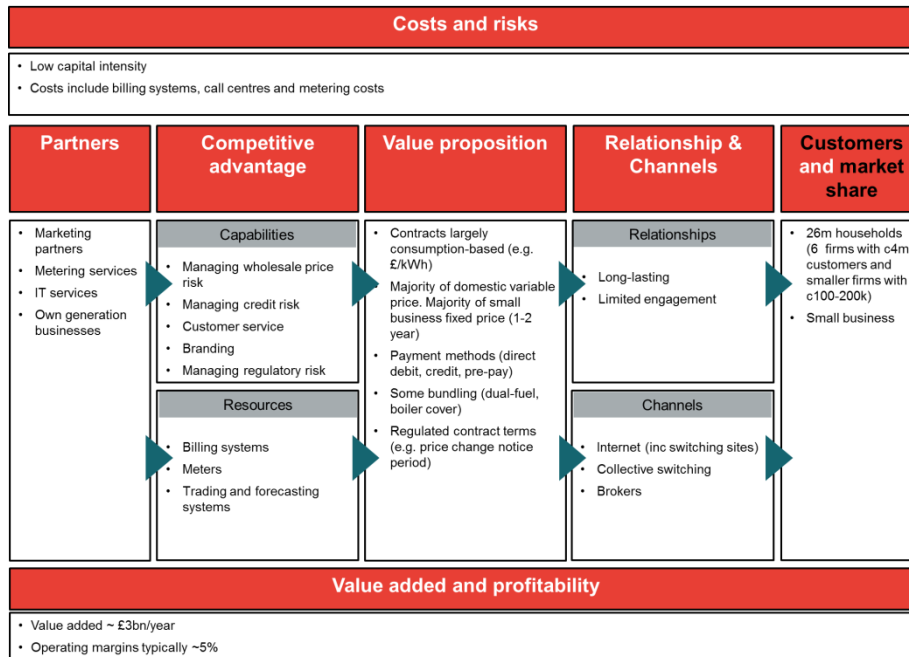 Costs and risks
• Low capital intensity
• Costs include billing systems, call centres and metering costs
Partners
• Marketing
partners
• Metering services
• IT services
• Own generation
businesses
Competitive
advantage
Capabilities
• Managing wholesale price
risk
• Managing credit risk
• Customer service
• Branding
• Managing regulatory risk
Resources
• Billing systems
• Meters
• Trading and forecasting
systems
Value proposition
• Contracts largely
consumption-based (e.g.
£/kWh)
• Majority of domestic variable
price. Majority of small
business fixed price (1-2
year)
• Payment methods (direct
debit, credit, pre-pay)
• Some bundling (dual-fuel,
boiler cover)
• Regulated contract terms
(e.g. price change notice
period)
Relationship &
Channels
Relationships
• Long-lasting
• Limited engagement
Channels
• Internet (inc switching sites)
• Collective switching
• Brokers
Customers
and market
share
• 26m households
(6 firms with c4m
customers and
smaller firms with
c100-200k)
• Small business
Value added and profitability
• Value added ~ £3bn/year
• Operating margins typically ~5%